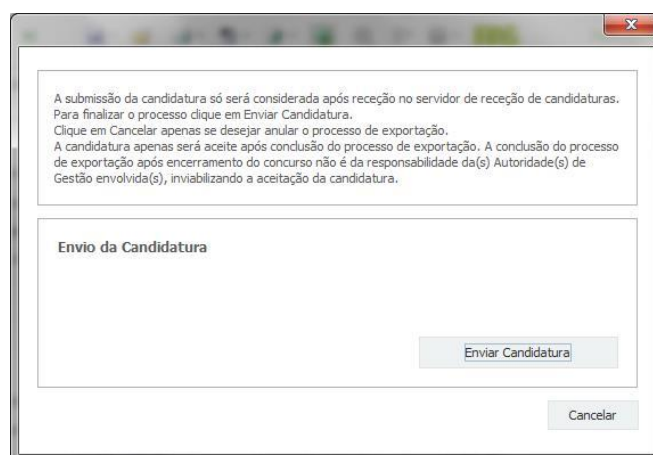 A submissão da candidatura só será considerada após receção no servidor de receção de candidaturas.
Para finalizar o processo clique em Enviar Candidatura.
Clique em Cancelar apenas se desejar anular o processo de exportação.
A candidatura apenas será aceite após conclusão do processo de exportação. A conclusão do processo
de exportação após encerramento do concurso não é da responsabilidade da(s) Autoridade(s) de
Gestão envolvida(s), inviabilizando a aceitação da candidatura.
Envio da Candidatura
Enviar Candidatura
Cancelar